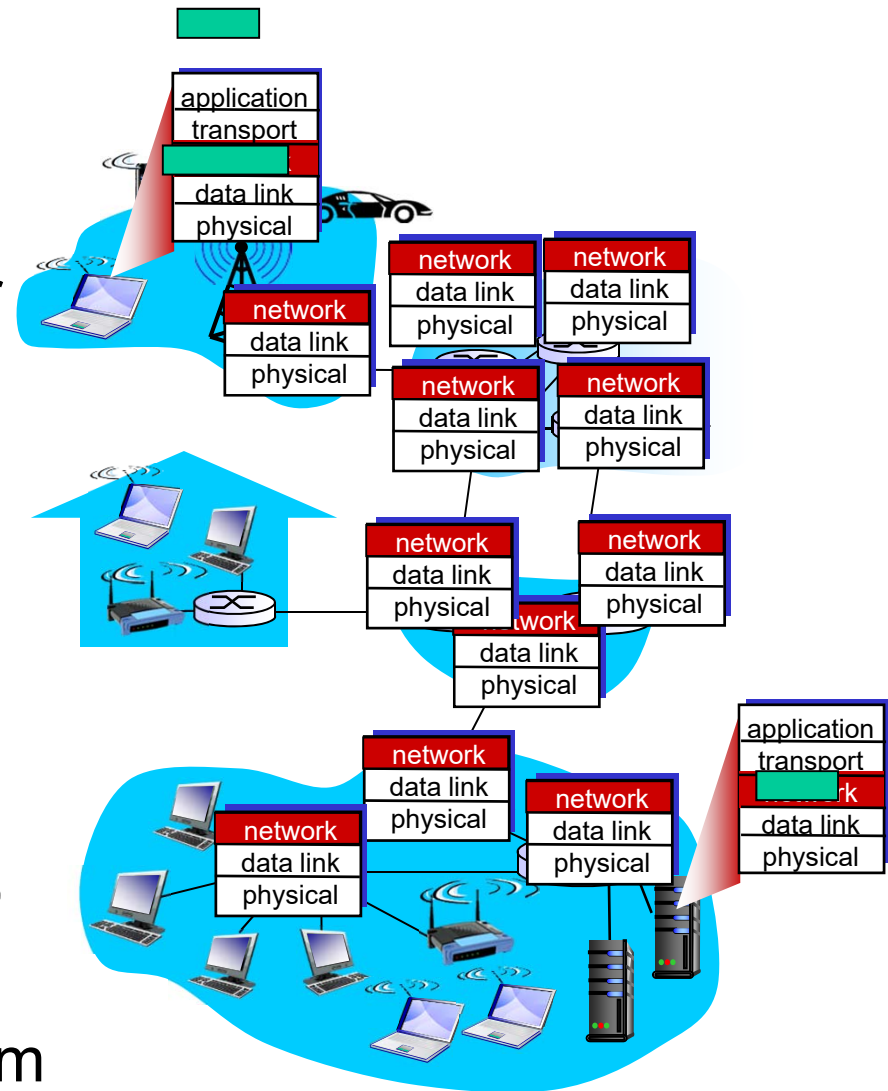 application
transport
data link
physical
network
data link
physical
network
data link
physical
network
data link
physical
network
data link
physical
network
data link
physical
network
data link
physical
network
data link
physical
data link
physical
application
transport
k
data link
physical
network
data link
physical
network
data link
physical
network
data link
physical
m